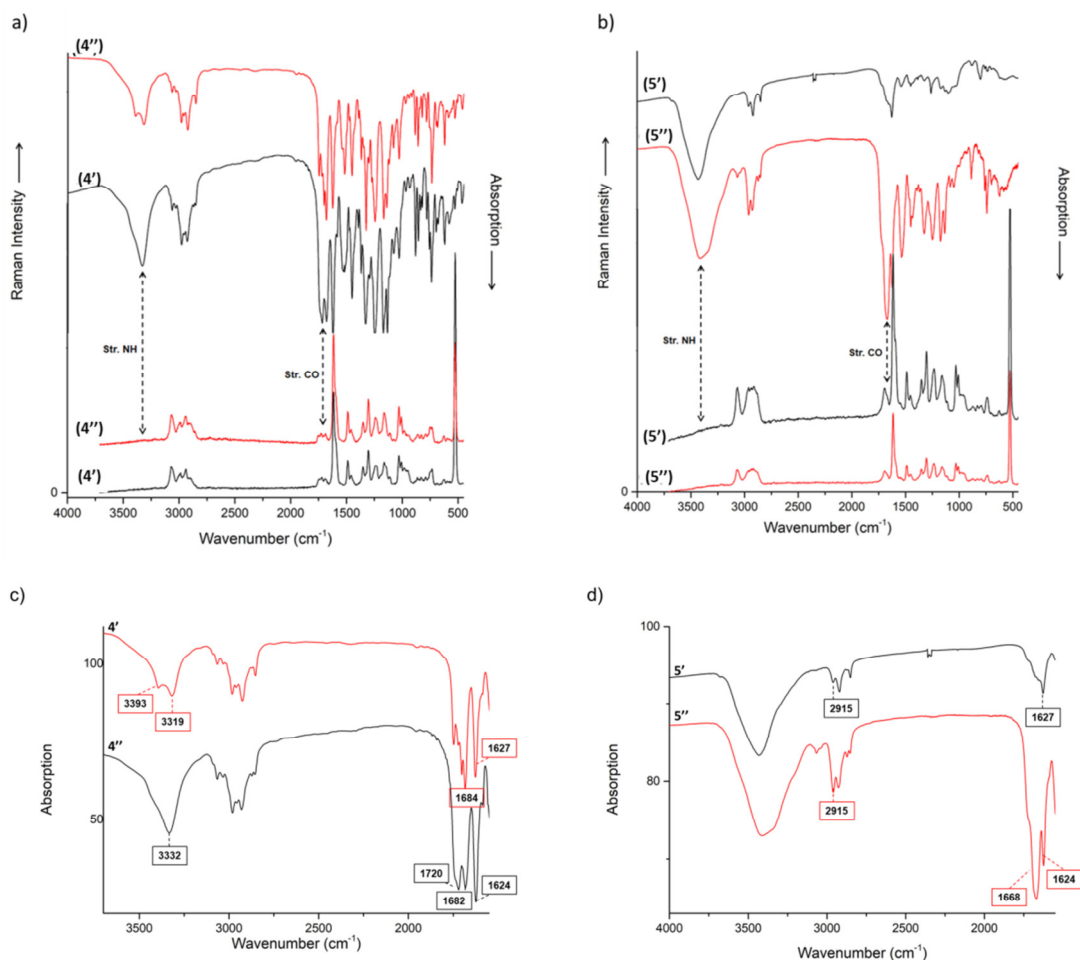 a)
(4'')
(4')
Raman Intensity
Absorption
Str. NH
Str. CO
(4'')
(4')
0
4000 3500 3000 2500 2000 1500 1000 500
Wavenumber (cm⁻¹)
b)
(5')
(5'')
Raman Intensity
Absorption
Str. NH
Str. CO
(5')
(5'')
0
4000 3500 3000 2500 2000 1500 1000 500
Wavenumber (cm⁻¹)
c)
4'
100
3393
3319
1627
4''
1684
50
3332
1720
1624
1682
Absorption
3500 3000 2500 2000
Wavenumber (cm⁻¹)
d)
100
5'
2915
1627
5''
80
2915
1624
1668
Absorption
4000 3500 3000 2500 2000
Wavenumber (cm⁻¹)